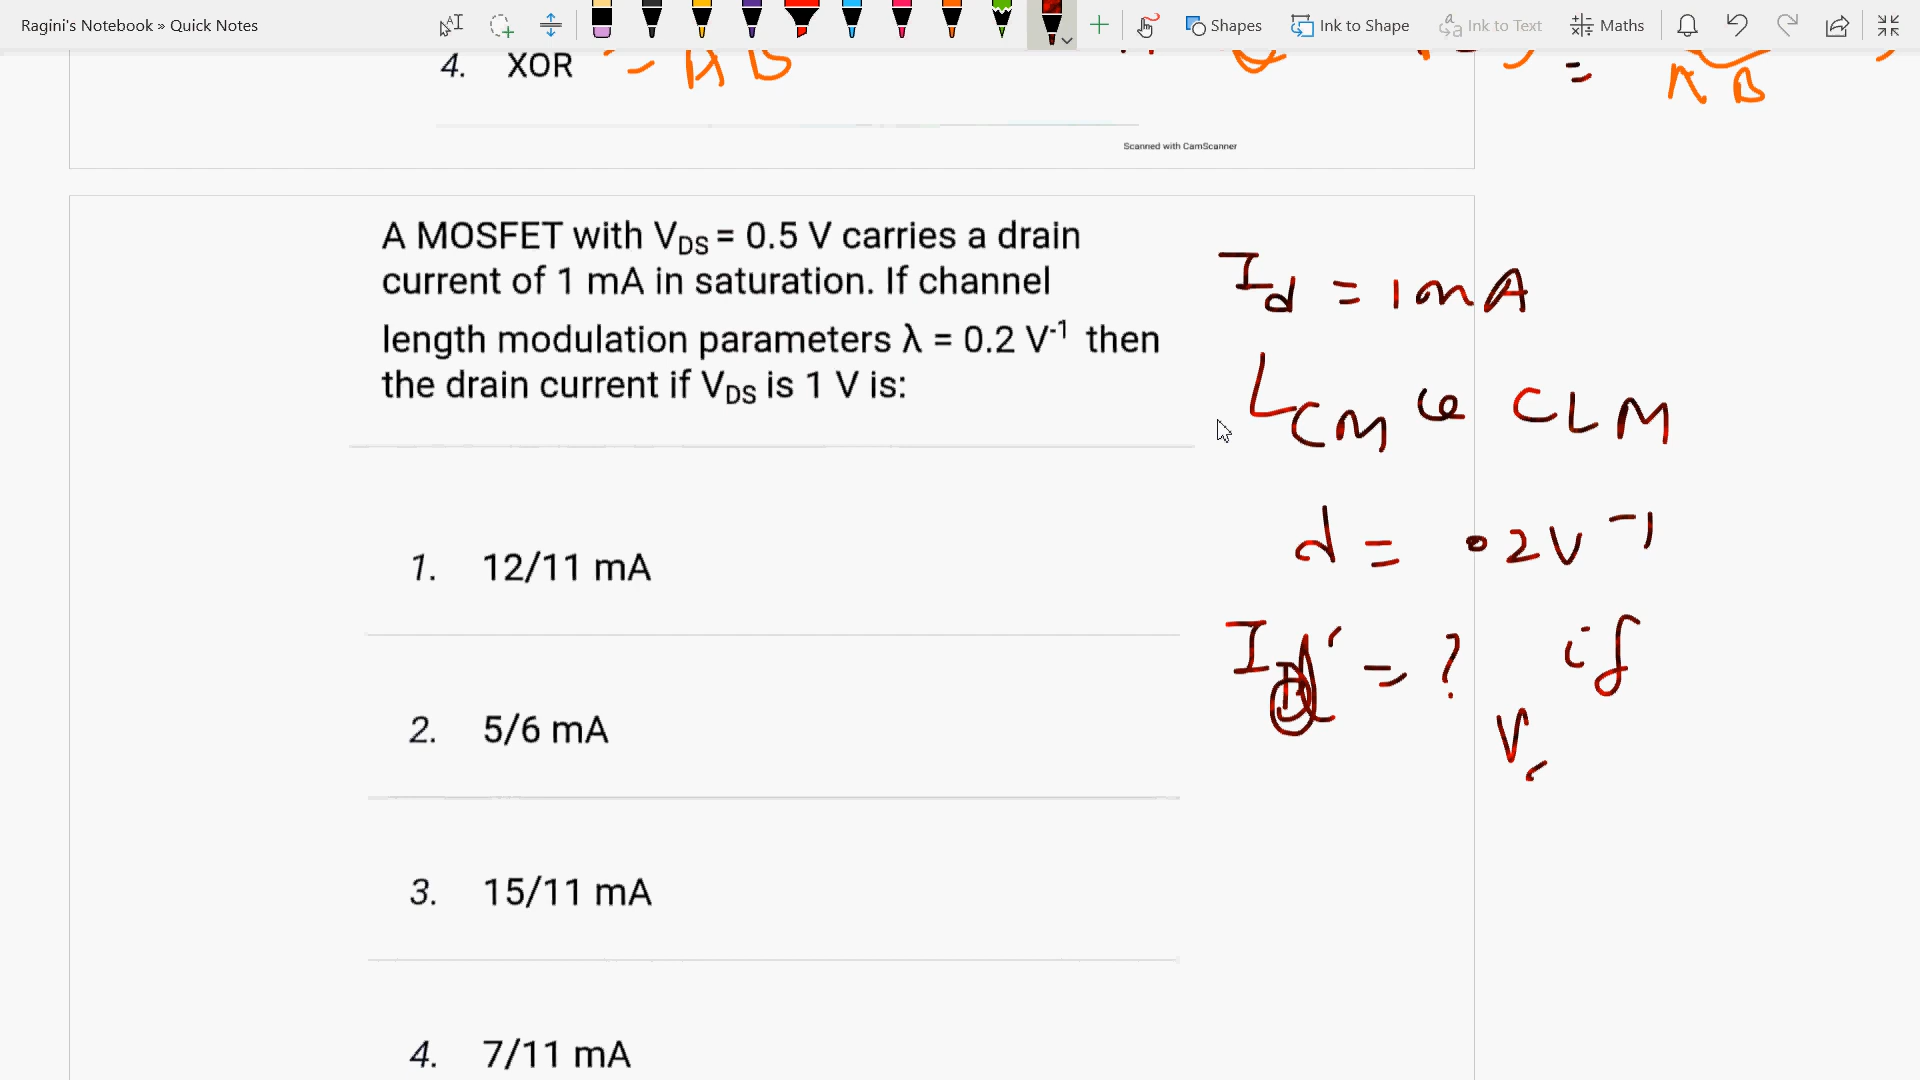 Ragini's Notebook » Quick Notes
Shapes
Ink to Shape
Ink to Text
Maths
4. XOR = A B
=
A B
Scanned with CamScanner
A MOSFET with VDS = 0.5 V carries a drain
current of 1 mA in saturation. If channel
length modulation parameters λ = 0.2 V-1 then
the drain current if VDS is 1 V is:
1. 12/11 mA
2. 5/6 mA
3. 15/11 mA
4. 7/11 mA
Id = 1mA
LCM CLM
d = .2V-1
ID' = ? if
V